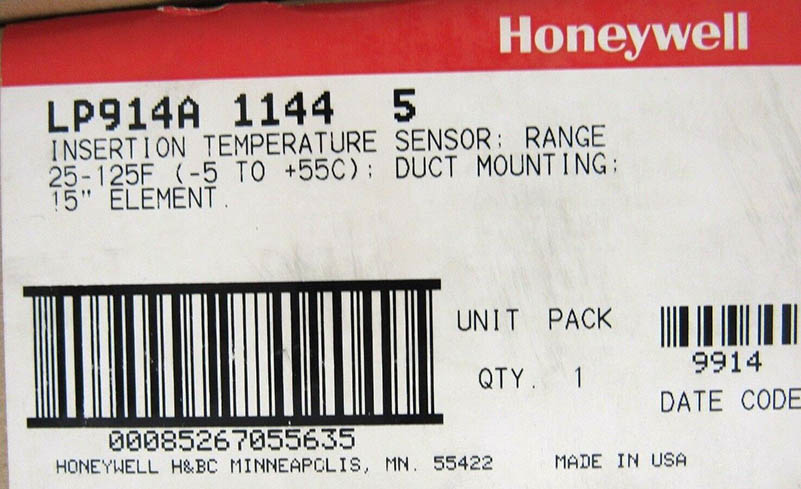 Honeywell
LP914A 1144 5
INSERTION TEMPERATURE SENSOR: RANGE
25-125F (-5 TO +55C); DUCT MOUNTING;
15" ELEMENT.
UNIT PACK
QTY. 1
9914
DATE CODE
00085267055635
HONEYWELL H&BC MINNEAPOLIS, MN. 55422 MADE IN USA